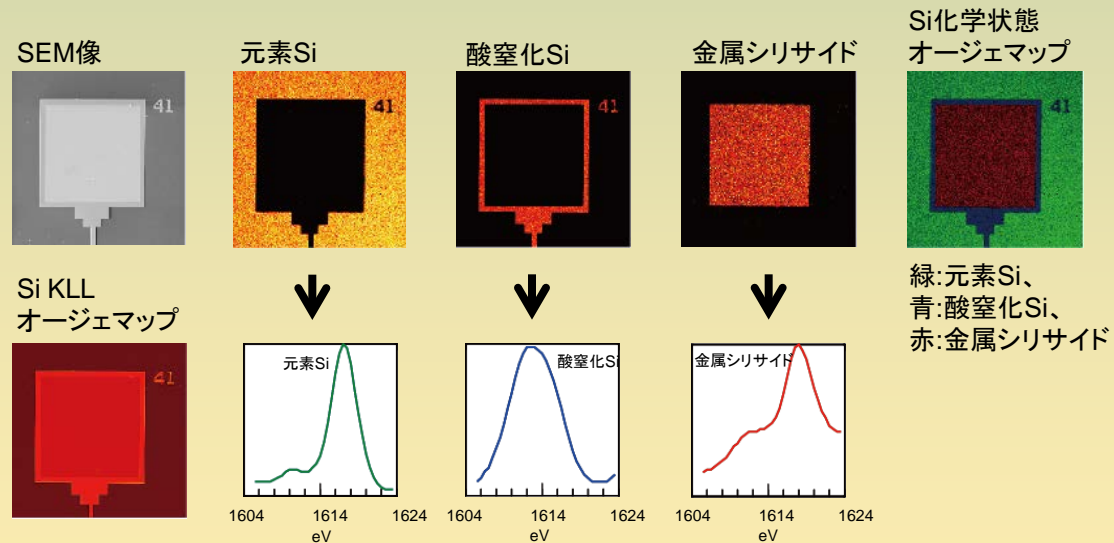 SEM像
元素Si
酸窒化Si
金属シリサイド
Si化学状態
オージェマップ
41
41
41
41
Si KLL
オージェマップ
41
緑:元素Si、
青:酸窒化Si、
赤:金属シリサイド
元素Si
酸窒化Si
金属シリサイド
1604
1614
1624
eV
1604
1614
1624
eV
1604
1614
1624
eV